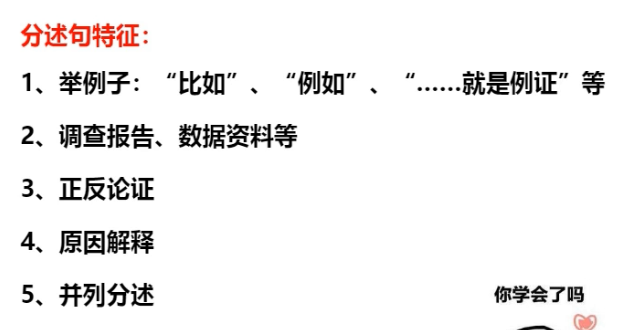 分述句特征：
1、举例子：“比如”、“例如”、“……就是例证”等
2、调查报告、数据资料等
3、正反论证
4、原因解释
5、并列分述
你学会了吗